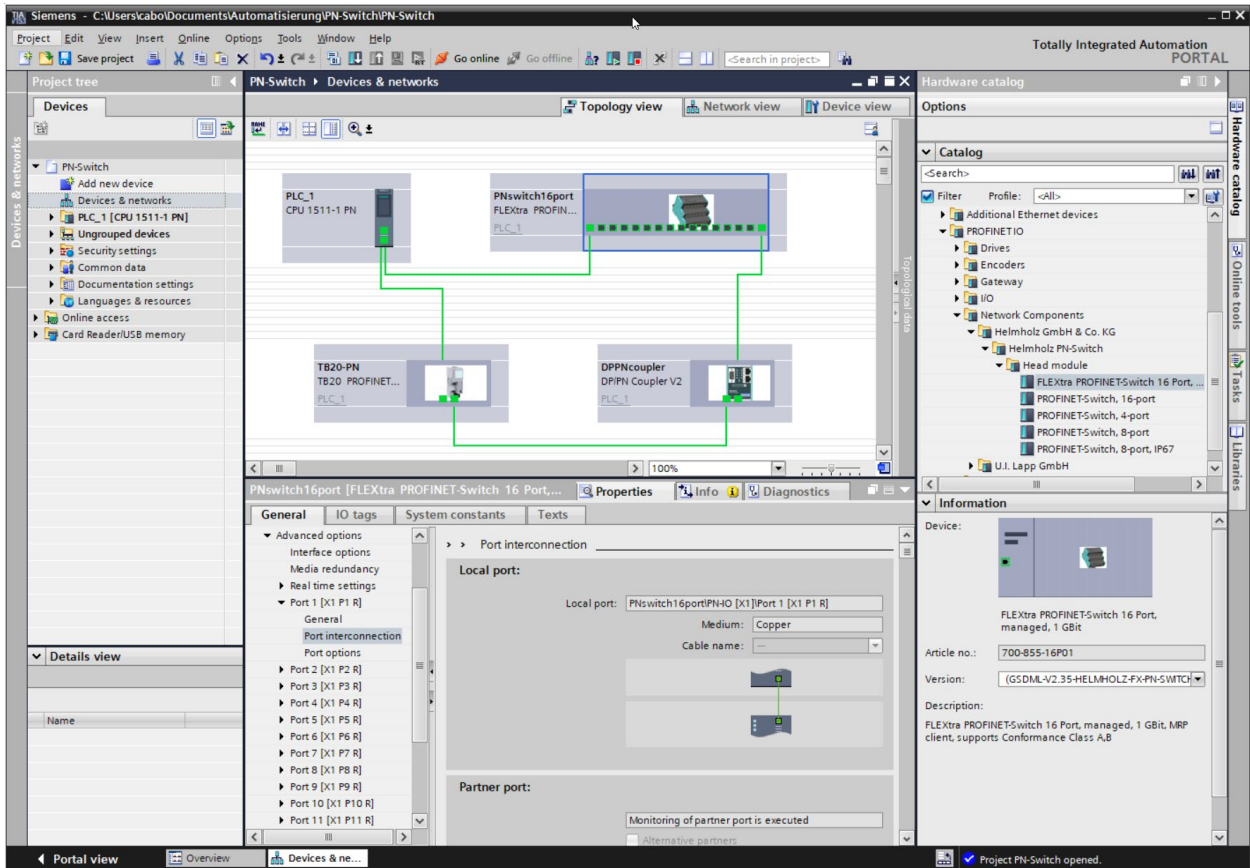 Siemens - C:\Users\cabo\Documents\Automatisierung\PN-Switch\PN-Switch
Project Edit View Insert Online Options Tools Window Help
Totally Integrated Automation
PORTAL
Save project
Go online
Go offline
<Search in project>
Project tree
Devices
Devices & networks
PN-Switch
Add new device
Devices & networks
PLC_1 [CPU 1511-1 PN]
Ungrouped devices
Security settings
Common data
Documentation settings
Languages & resources
Online access
Card Reader/USB memory
Details view
Name
PN-Switch Devices & networks
Topology view
Network view
Device view
PLC_1
CPU 1511-1 PN
PNswitch16port
FLEXtra PROFIN...
PLC_1
TB20-PN
TB20 PROFINET...
PLC_1
DPPNcoupler
DP/PN Coupler V2
PLC_1
Topological data
100%
PNswitch16port [FLEXtra PROFINET-Switch 16 Port,...
Properties
Info
Diagnostics
General
IO tags
System constants
Texts
Advanced options
Interface options
Media redundancy
Real time settings
Port 1 [X1 P1 R]
General
Port interconnection
Port options
Port 2 [X1 P2 R]
Port 3 [X1 P3 R]
Port 4 [X1 P4 R]
Port 5 [X1 P5 R]
Port 6 [X1 P6 R]
Port 7 [X1 P7 R]
Port 8 [X1 P8 R]
Port 9 [X1 P9 R]
Port 10 [X1 P10 R]
Port 11 [X1 P11 R]
> > Port interconnection
Local port:
Local port: PNswitch16port\PN-IO [X1]\Port 1 [X1 P1 R]
Medium: Copper
Cable name: ---
Partner port:
Monitoring of partner port is executed
Alternative partners
Hardware catalog
Options
Catalog
<Search>
Filter Profile: <All>
Additional Ethernet devices
PROFINET IO
Drives
Encoders
Gateway
I/O
Network Components
Helmholz GmbH & Co. KG
Helmholz PN-Switch
Head module
FLEXtra PROFINET-Switch 16 Port, ...
PROFINET-Switch, 16-port
PROFINET-Switch, 4-port
PROFINET-Switch, 8-port
PROFINET-Switch, 8-port, IP67
U.I. Lapp GmbH
Information
Device:
FLEXtra PROFINET-Switch 16 Port,
managed, 1 GBit
Article no.: 700-855-16P01
Version: (GSDML-V2.35-HELMHOLZ-FX-PN-SWITCH
Description:
FLEXtra PROFINET-Switch 16 Port, managed, 1 GBit, MRP
client, supports Conformance Class A,B
Hardware catalog
Online tools
Tasks
Libraries
Portal view
Overview
Devices & ne...
Project PN-Switch opened.